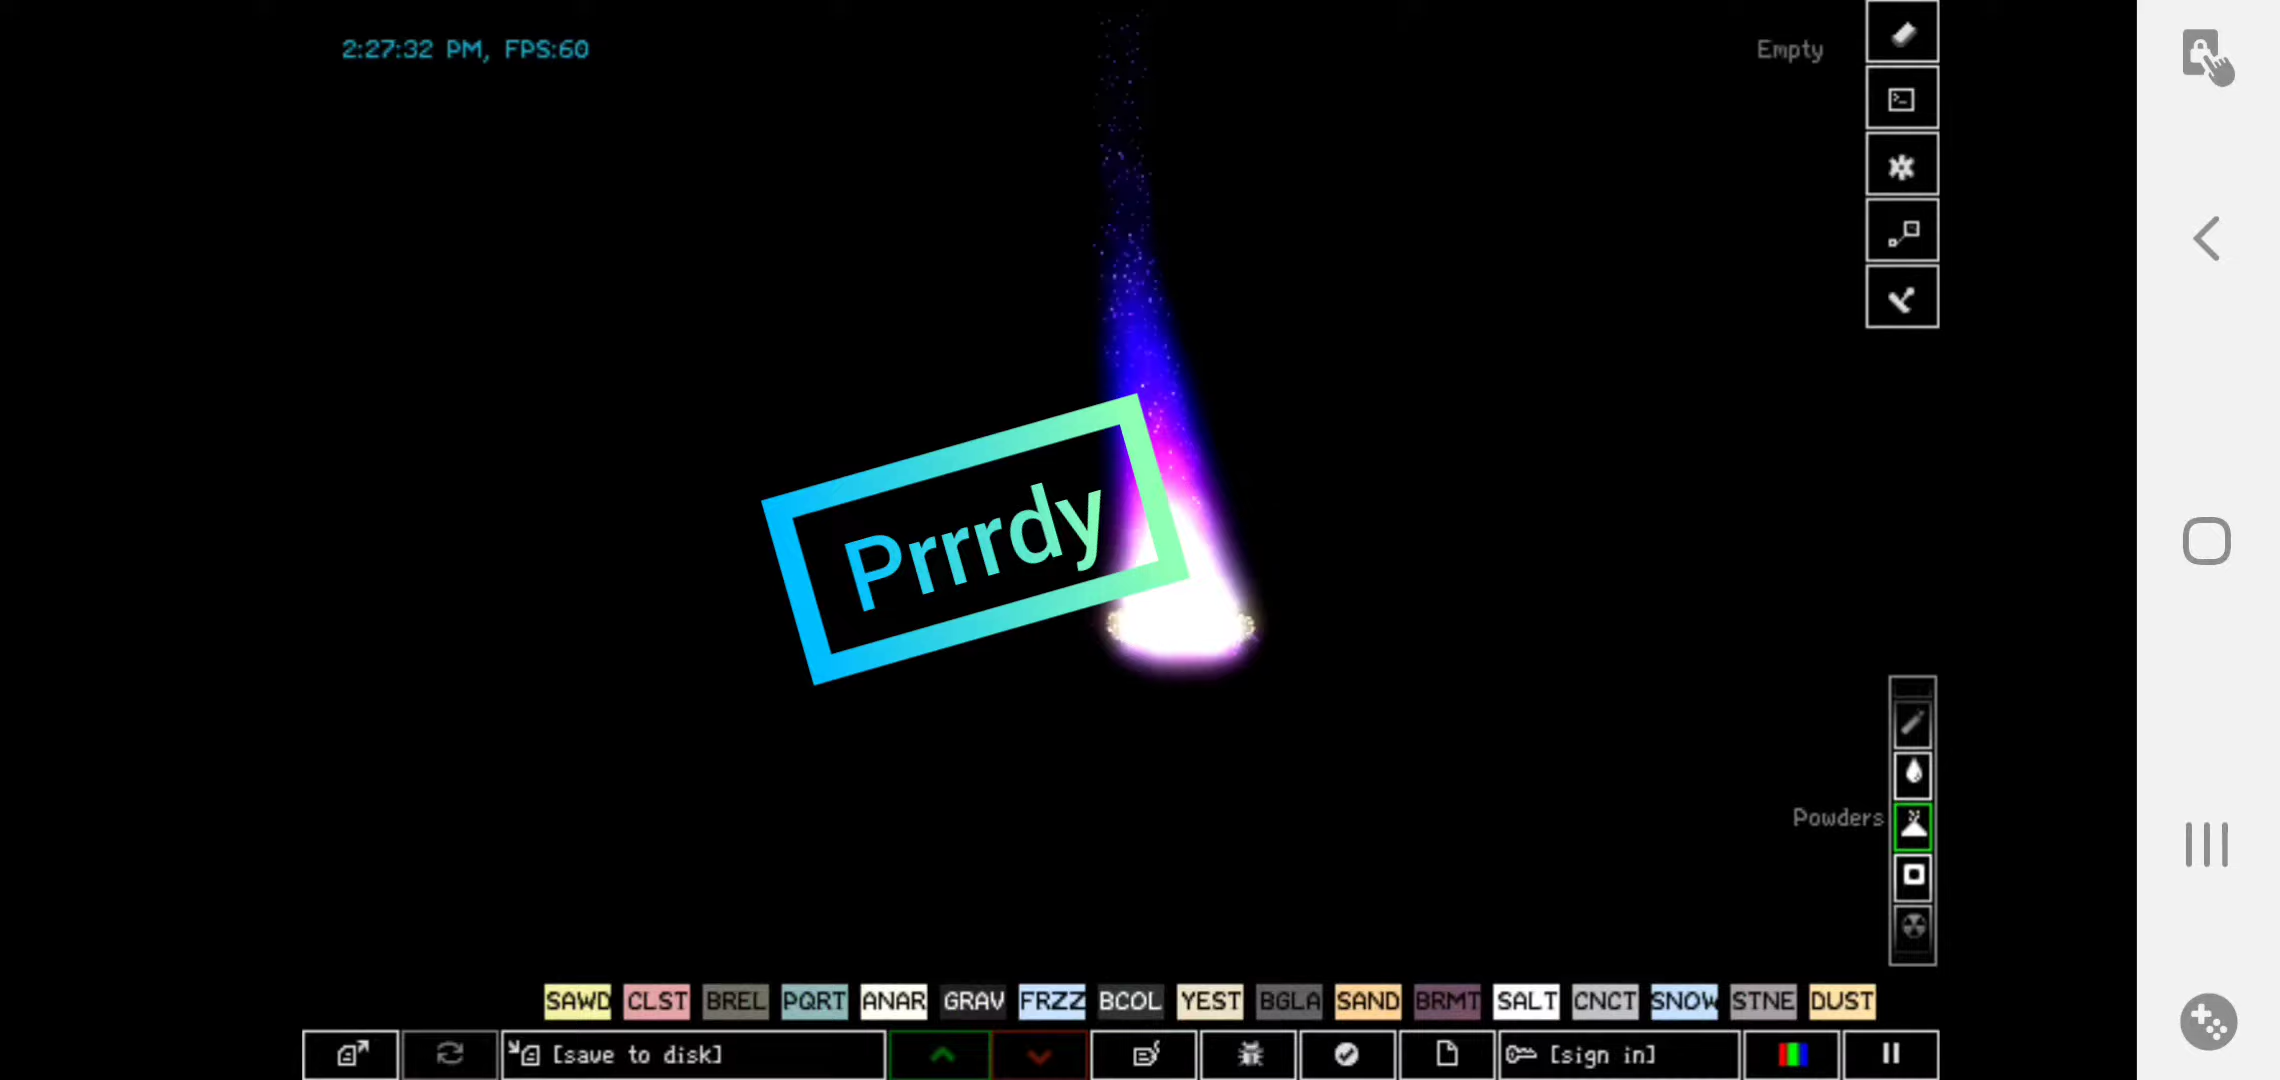 2:27:32 PM, FPS:60
Empty
Prrrdy
Powders
SAWD CLST BREL PQRT ANAR GRAV FRZZ BCOL YEST BGLA SAND BRMT SALT CNCT SNOW STNE DUST
[save to disk] [sign in]